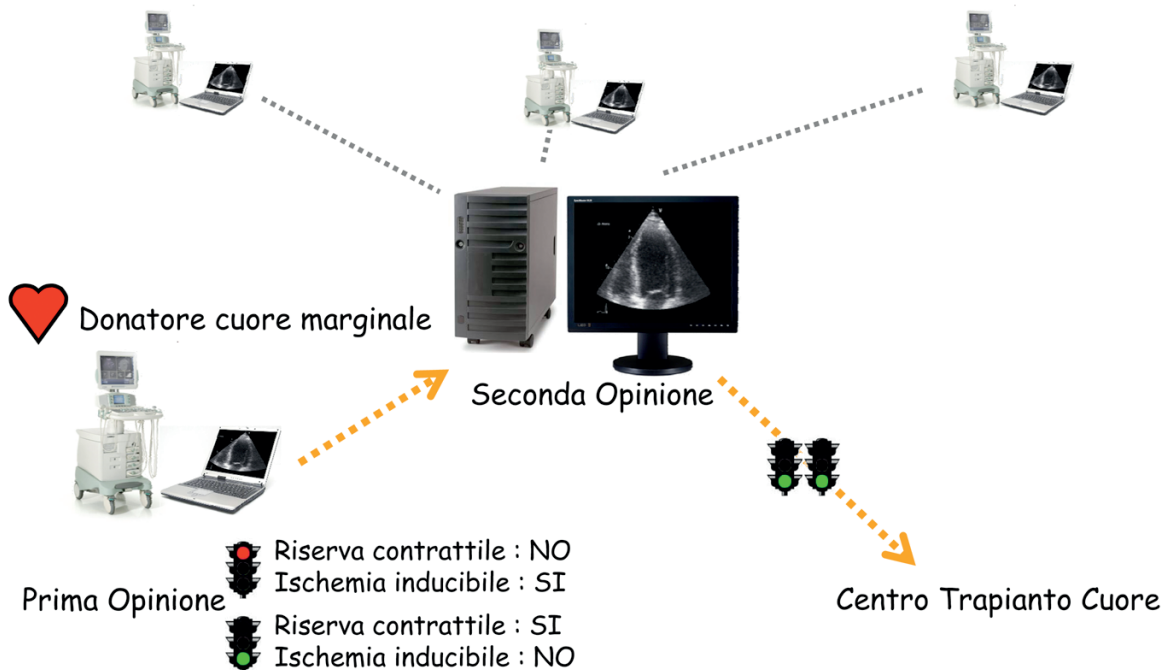 Donatore cuore marginale
Seconda Opinione
Riserva contrattile : NO
Ischemia inducibile : SI
Prima Opinione
Riserva contrattile : SI
Ischemia inducibile : NO
Centro Trapianto Cuore